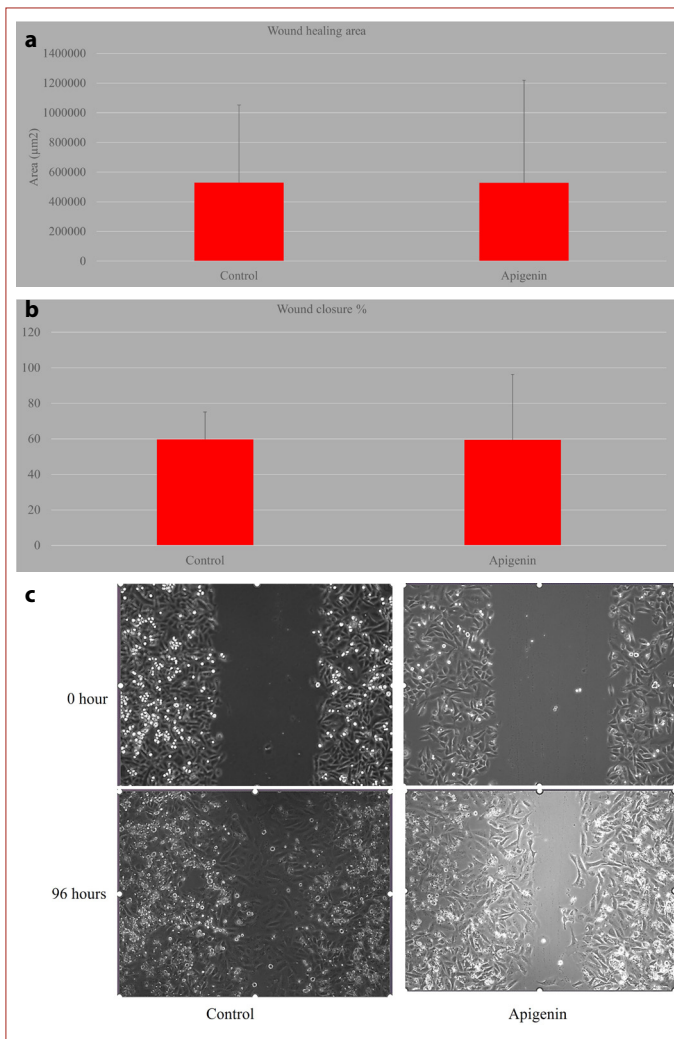 a
Wound healing area
1400000
1200000
1000000
800000
600000
400000
200000
0
Area (µm2)
Control Apigenin
b
Wound closure %
120
100
80
60
40
20
0
Control Apigenin
c
0 hour
96 hours
Control Apigenin